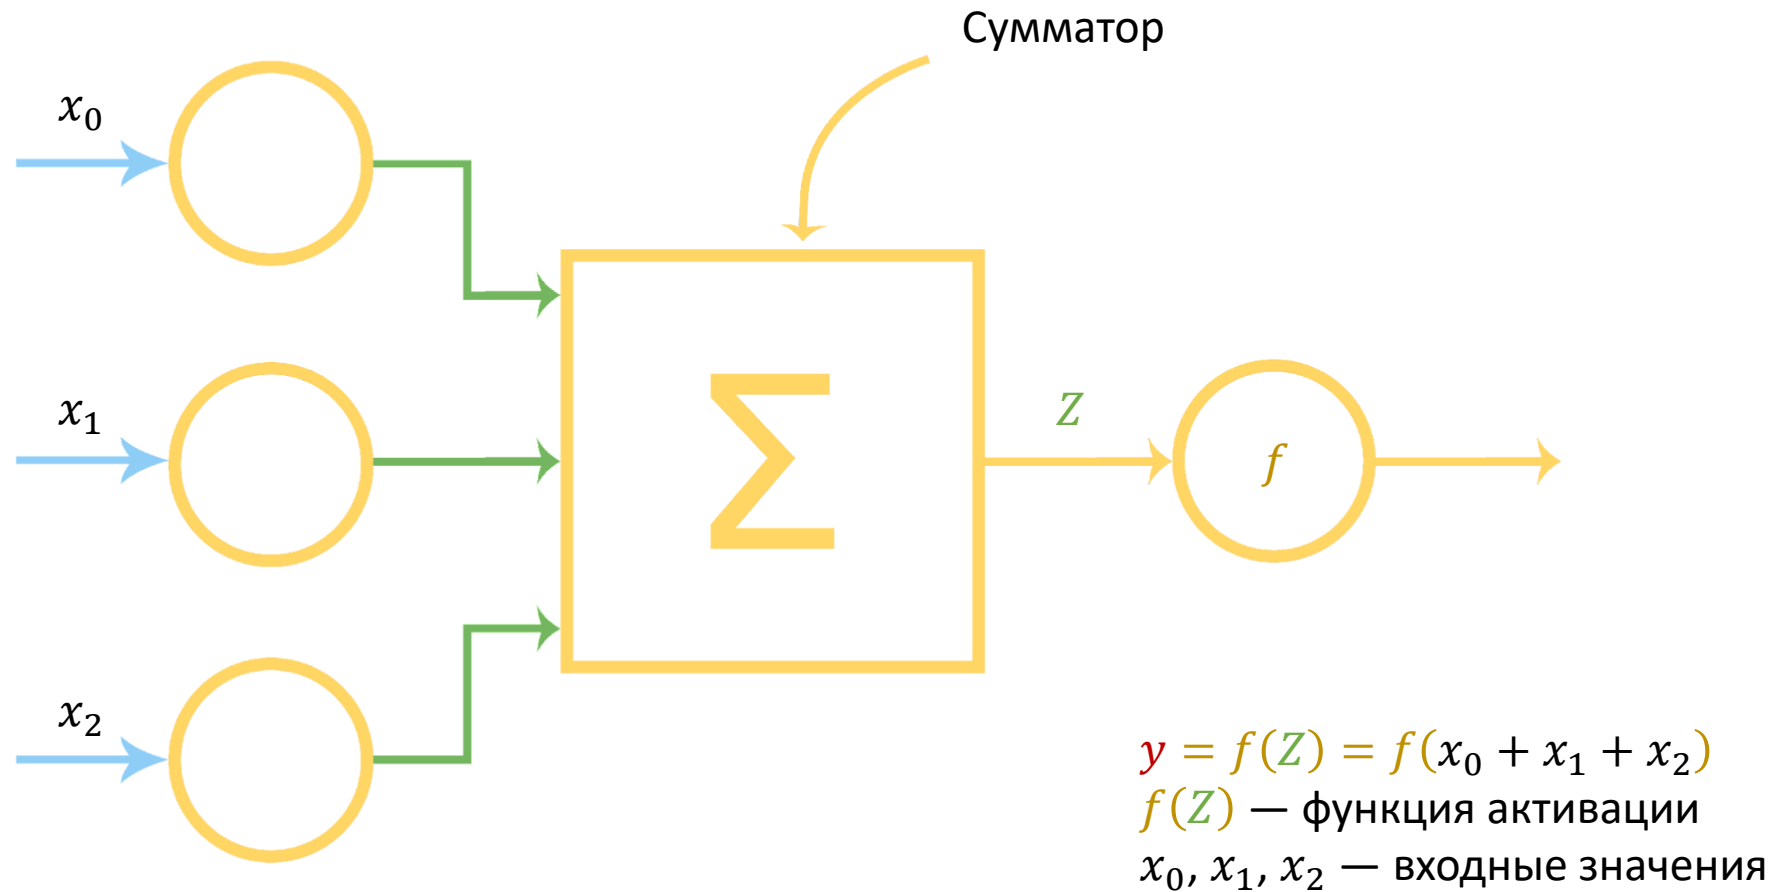 Сумматор
x₀
x₁
Σ
Z
f
x₂
y = f(Z) = f(x₀ + x₁ + x₂)
f(Z) — функция активации
x₀, x₁, x₂ — входные значения